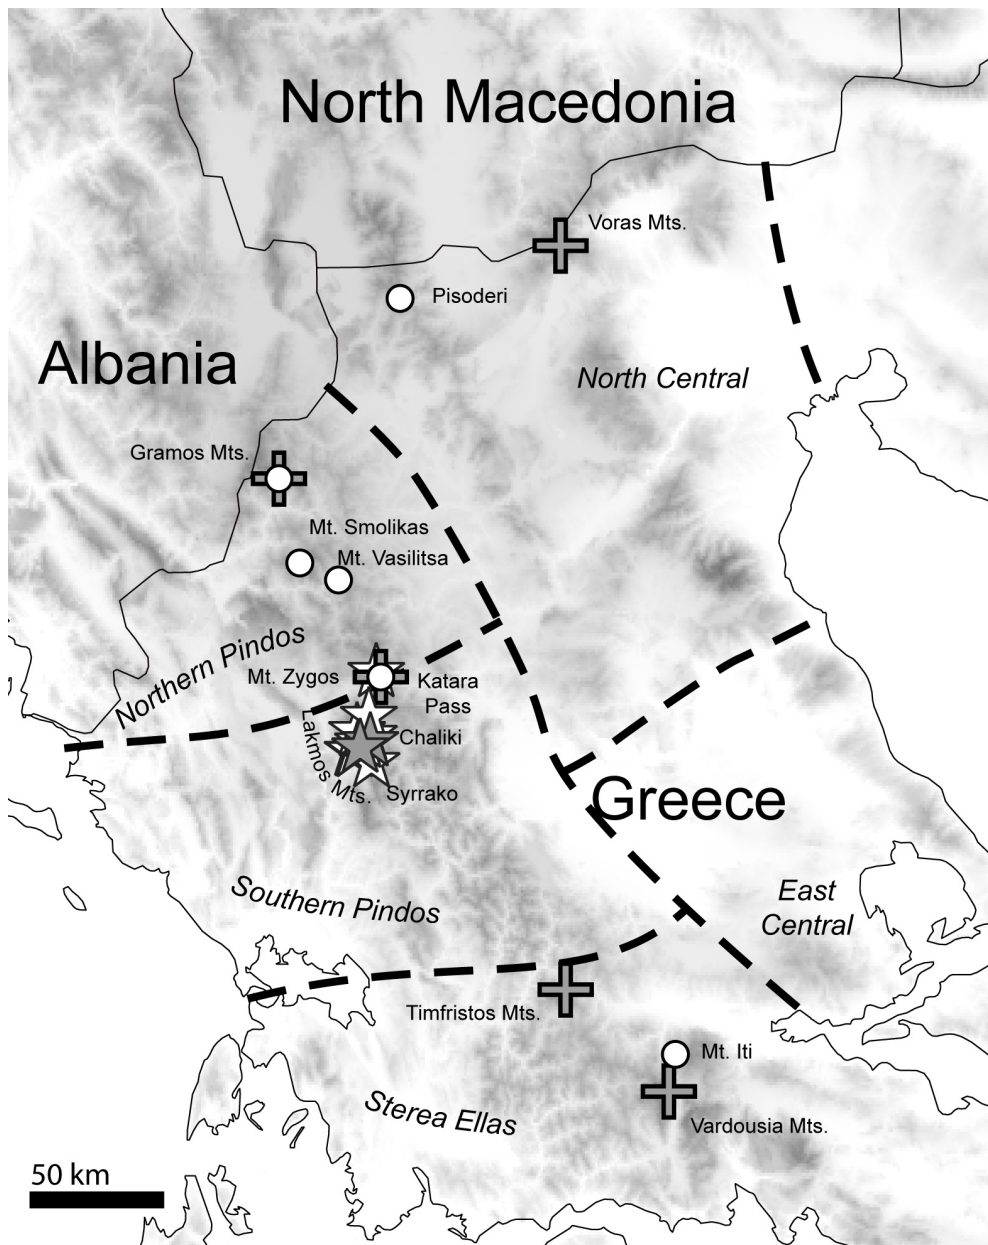 North Macedonia
Voras Mts.
Pisoderi
Albania
North Central
Gramos Mts.
Mt. Smolikas
Mt. Vasilitsa
Northern Pindos
Mt. Zygos
Katara
Pass
Lakmos Mts.
Chaliki
Syrrako
Greece
Southern Pindos
East
Central
Timfristos Mts.
Mt. Iti
Sterea Ellas
Vardousia Mts.
50 km